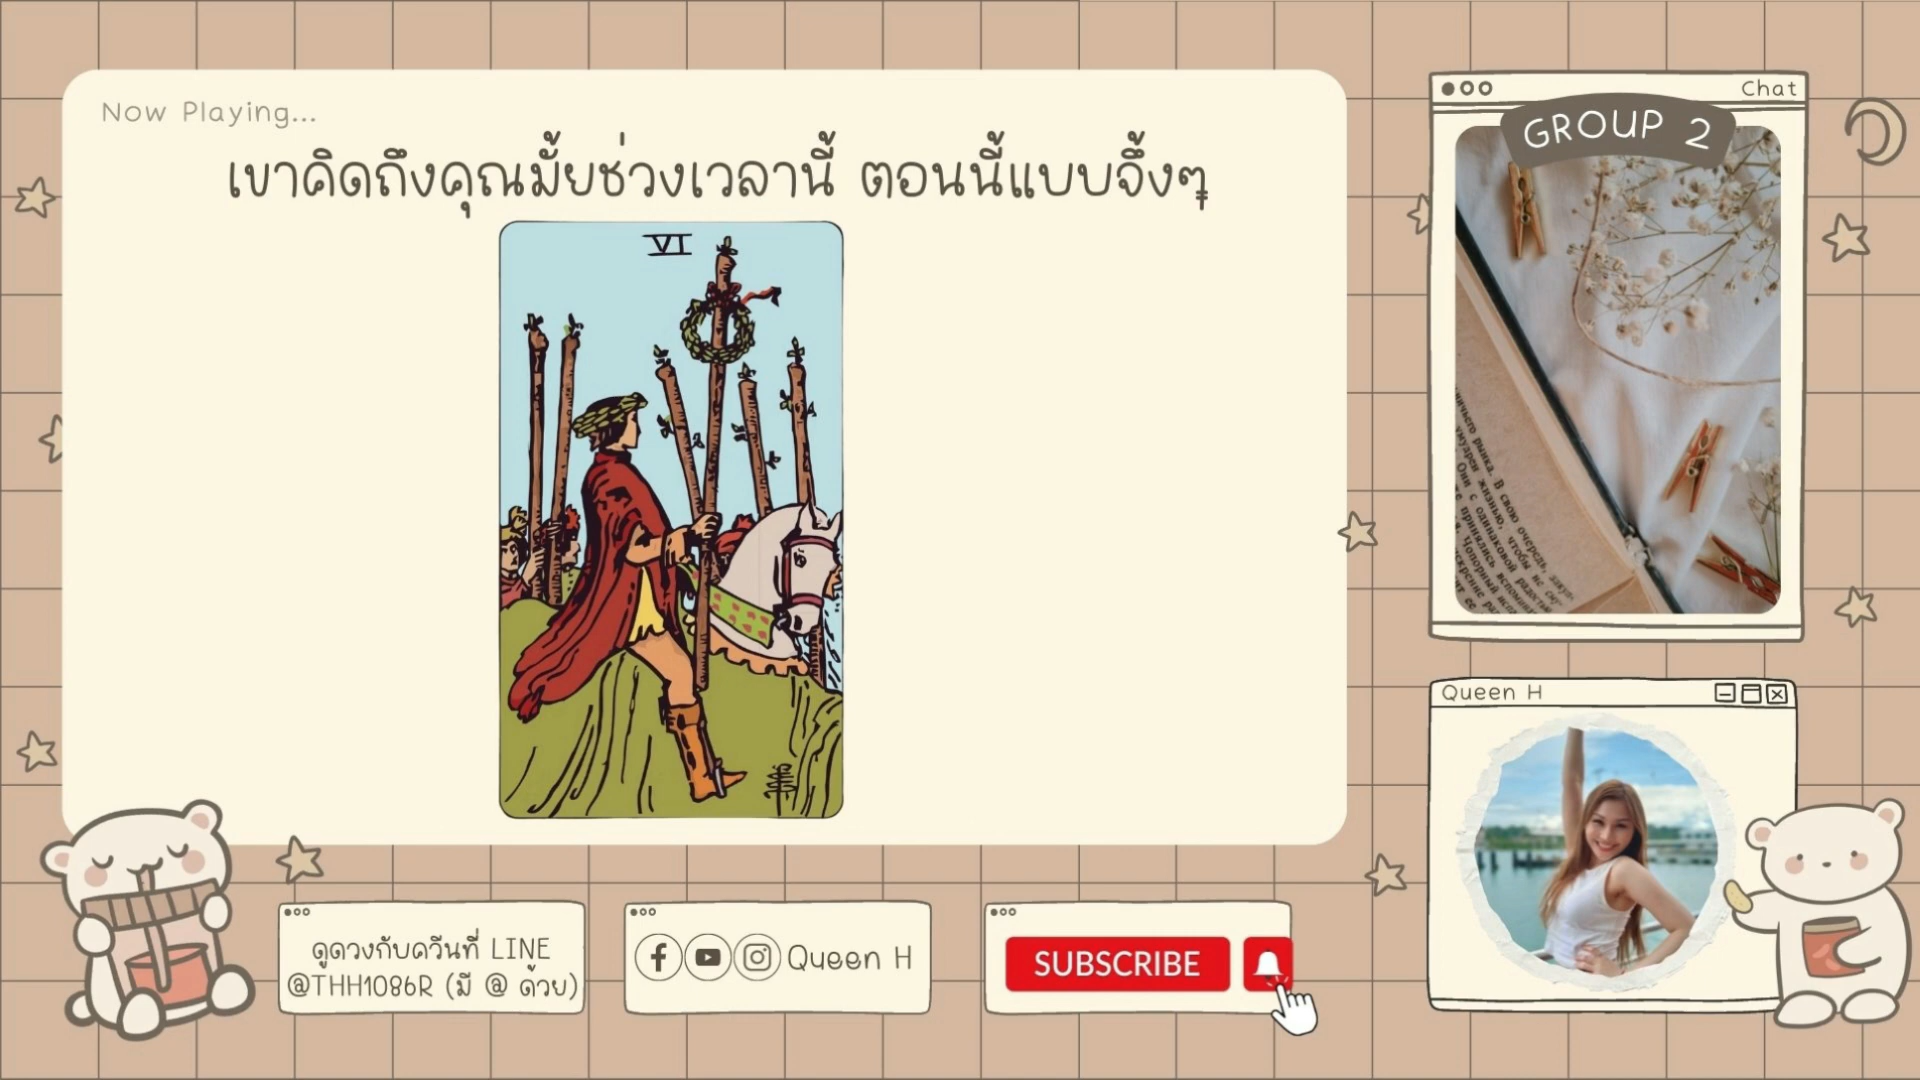 Now Playing...
เขาคิดถึงคุณมั้ยช่วงเวลานี้ ตอนนี้แบบจึ้งๆ
VI
Chat
GROUP 2
Queen H
ดูดวงกับควีนที่ LINE
@THH1086R (มี @ ด้วย)
Queen H
SUBSCRIBE